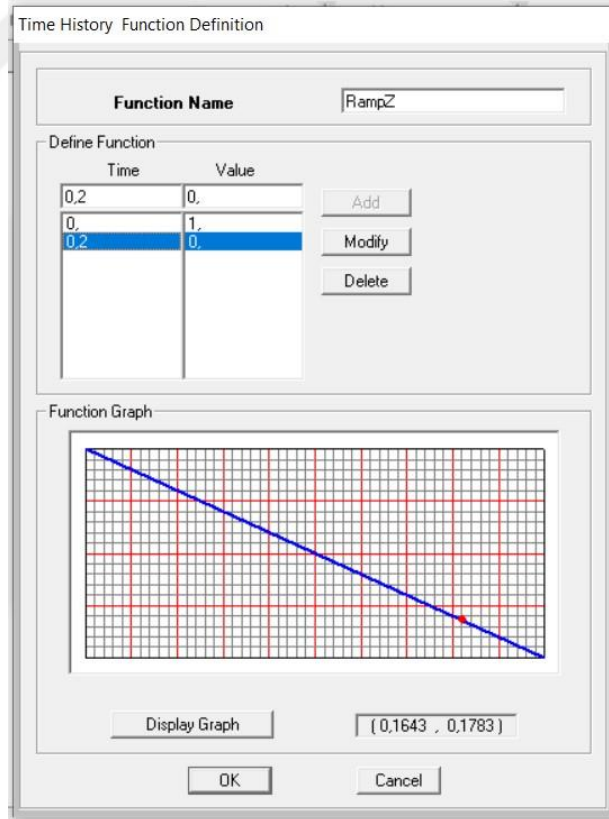 Time History Function Definition
Function Name RampZ
Define Function
Time Value
0,2 0,
Add
0, 1,
0,2 0,
Modify
Delete
Function Graph
Display Graph (0,1643 , 0,1783)
OK Cancel